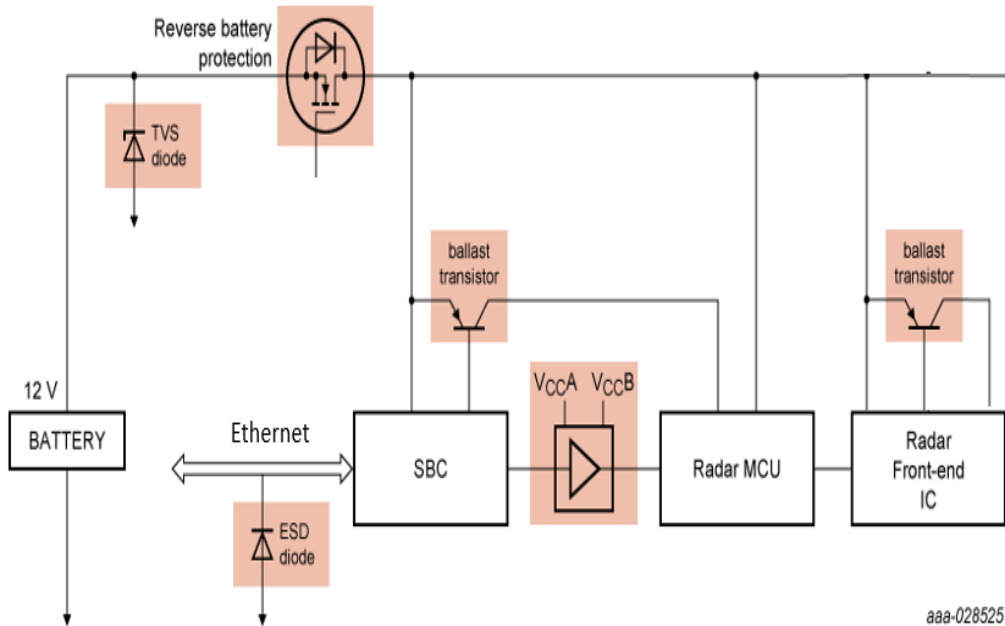 Reverse battery
protection
TVS
diode
ballast
transistor
ballast
transistor
12 V
BATTERY
Ethernet
ESD
diode
SBC
VCCA VCCB
Radar MCU
Radar
Front-end
IC
aaa-028525